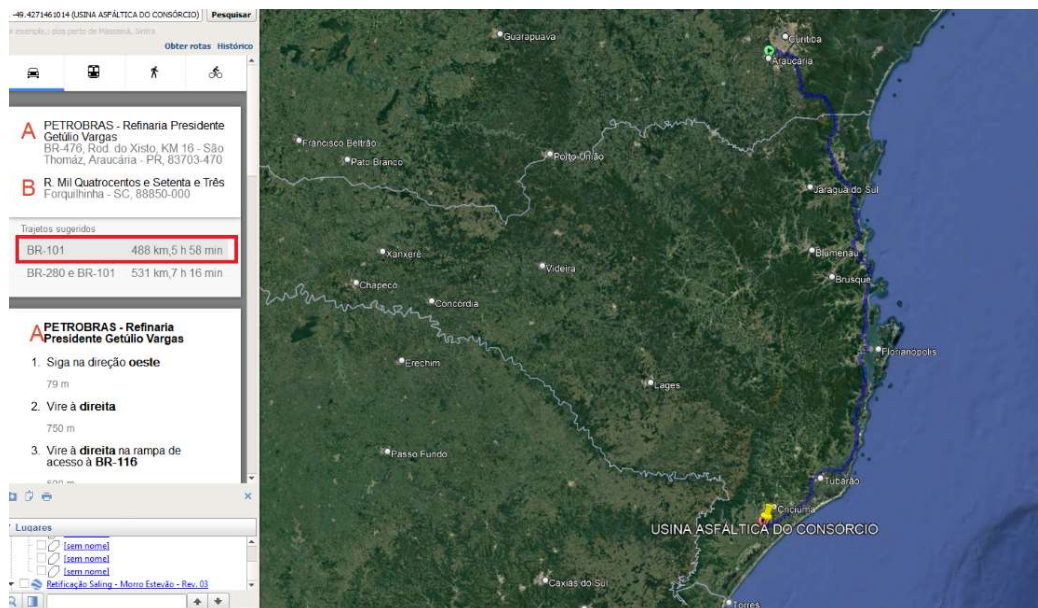 -49.4271461014 (USINA ASFÁLTICA DO CONSÓRCIO)
Pesquisar
Obter rotas Histórico
A PETROBRAS - Refinaria Presidente
Getúlio Vargas
BR-476, Rod. do Xisto, KM 16 - São
Thomáz, Araucária - PR, 83703-470
B R. Mil Quatrocentos e Setenta e Três
Forquilhinha - SC, 88850-000
Trajetos sugeridos
BR-101 488 km,5 h 58 min
BR-280 e BR-101 531 km,7 h 16 min
A PETROBRAS - Refinaria
Presidente Getúlio Vargas
1. Siga na direção oeste
79 m
2. Vire à direita
750 m
3. Vire à direita na rampa de
acesso à BR-116
Lugares
[sem nome]
[sem nome]
[sem nome]
Retificação Saling - Morro Estevão - Rev. 03
Guarapuava
Curitiba
Araucária
Francisco Beltrão
Pato Branco
Porto União
Jaraguá do Sul
Xanxerê
Videira
Blumenau
Brusque
Chapecó
Concórdia
Florianópolis
Erechim
Lages
Passo Fundo
Tubarão
Criciúma
USINA ASFÁLTICA DO CONSÓRCIO
Caxias do Sul
Torres